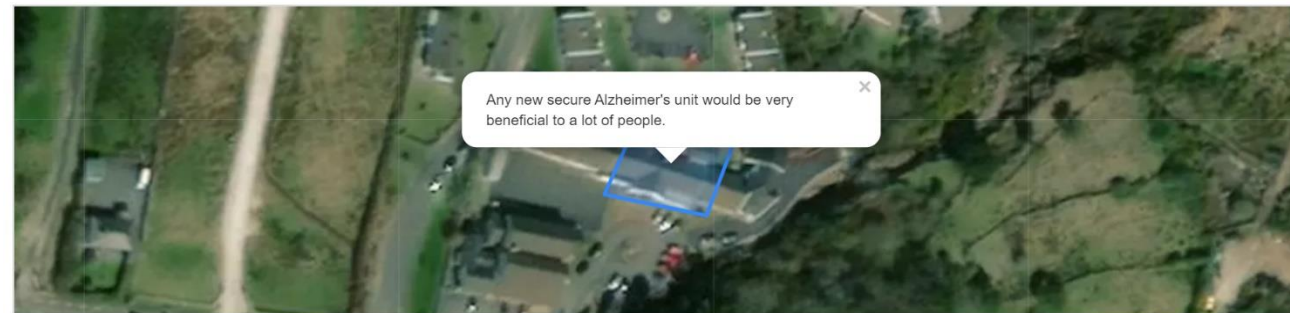 Any new secure Alzheimer's unit would be very
beneficial to a lot of people.